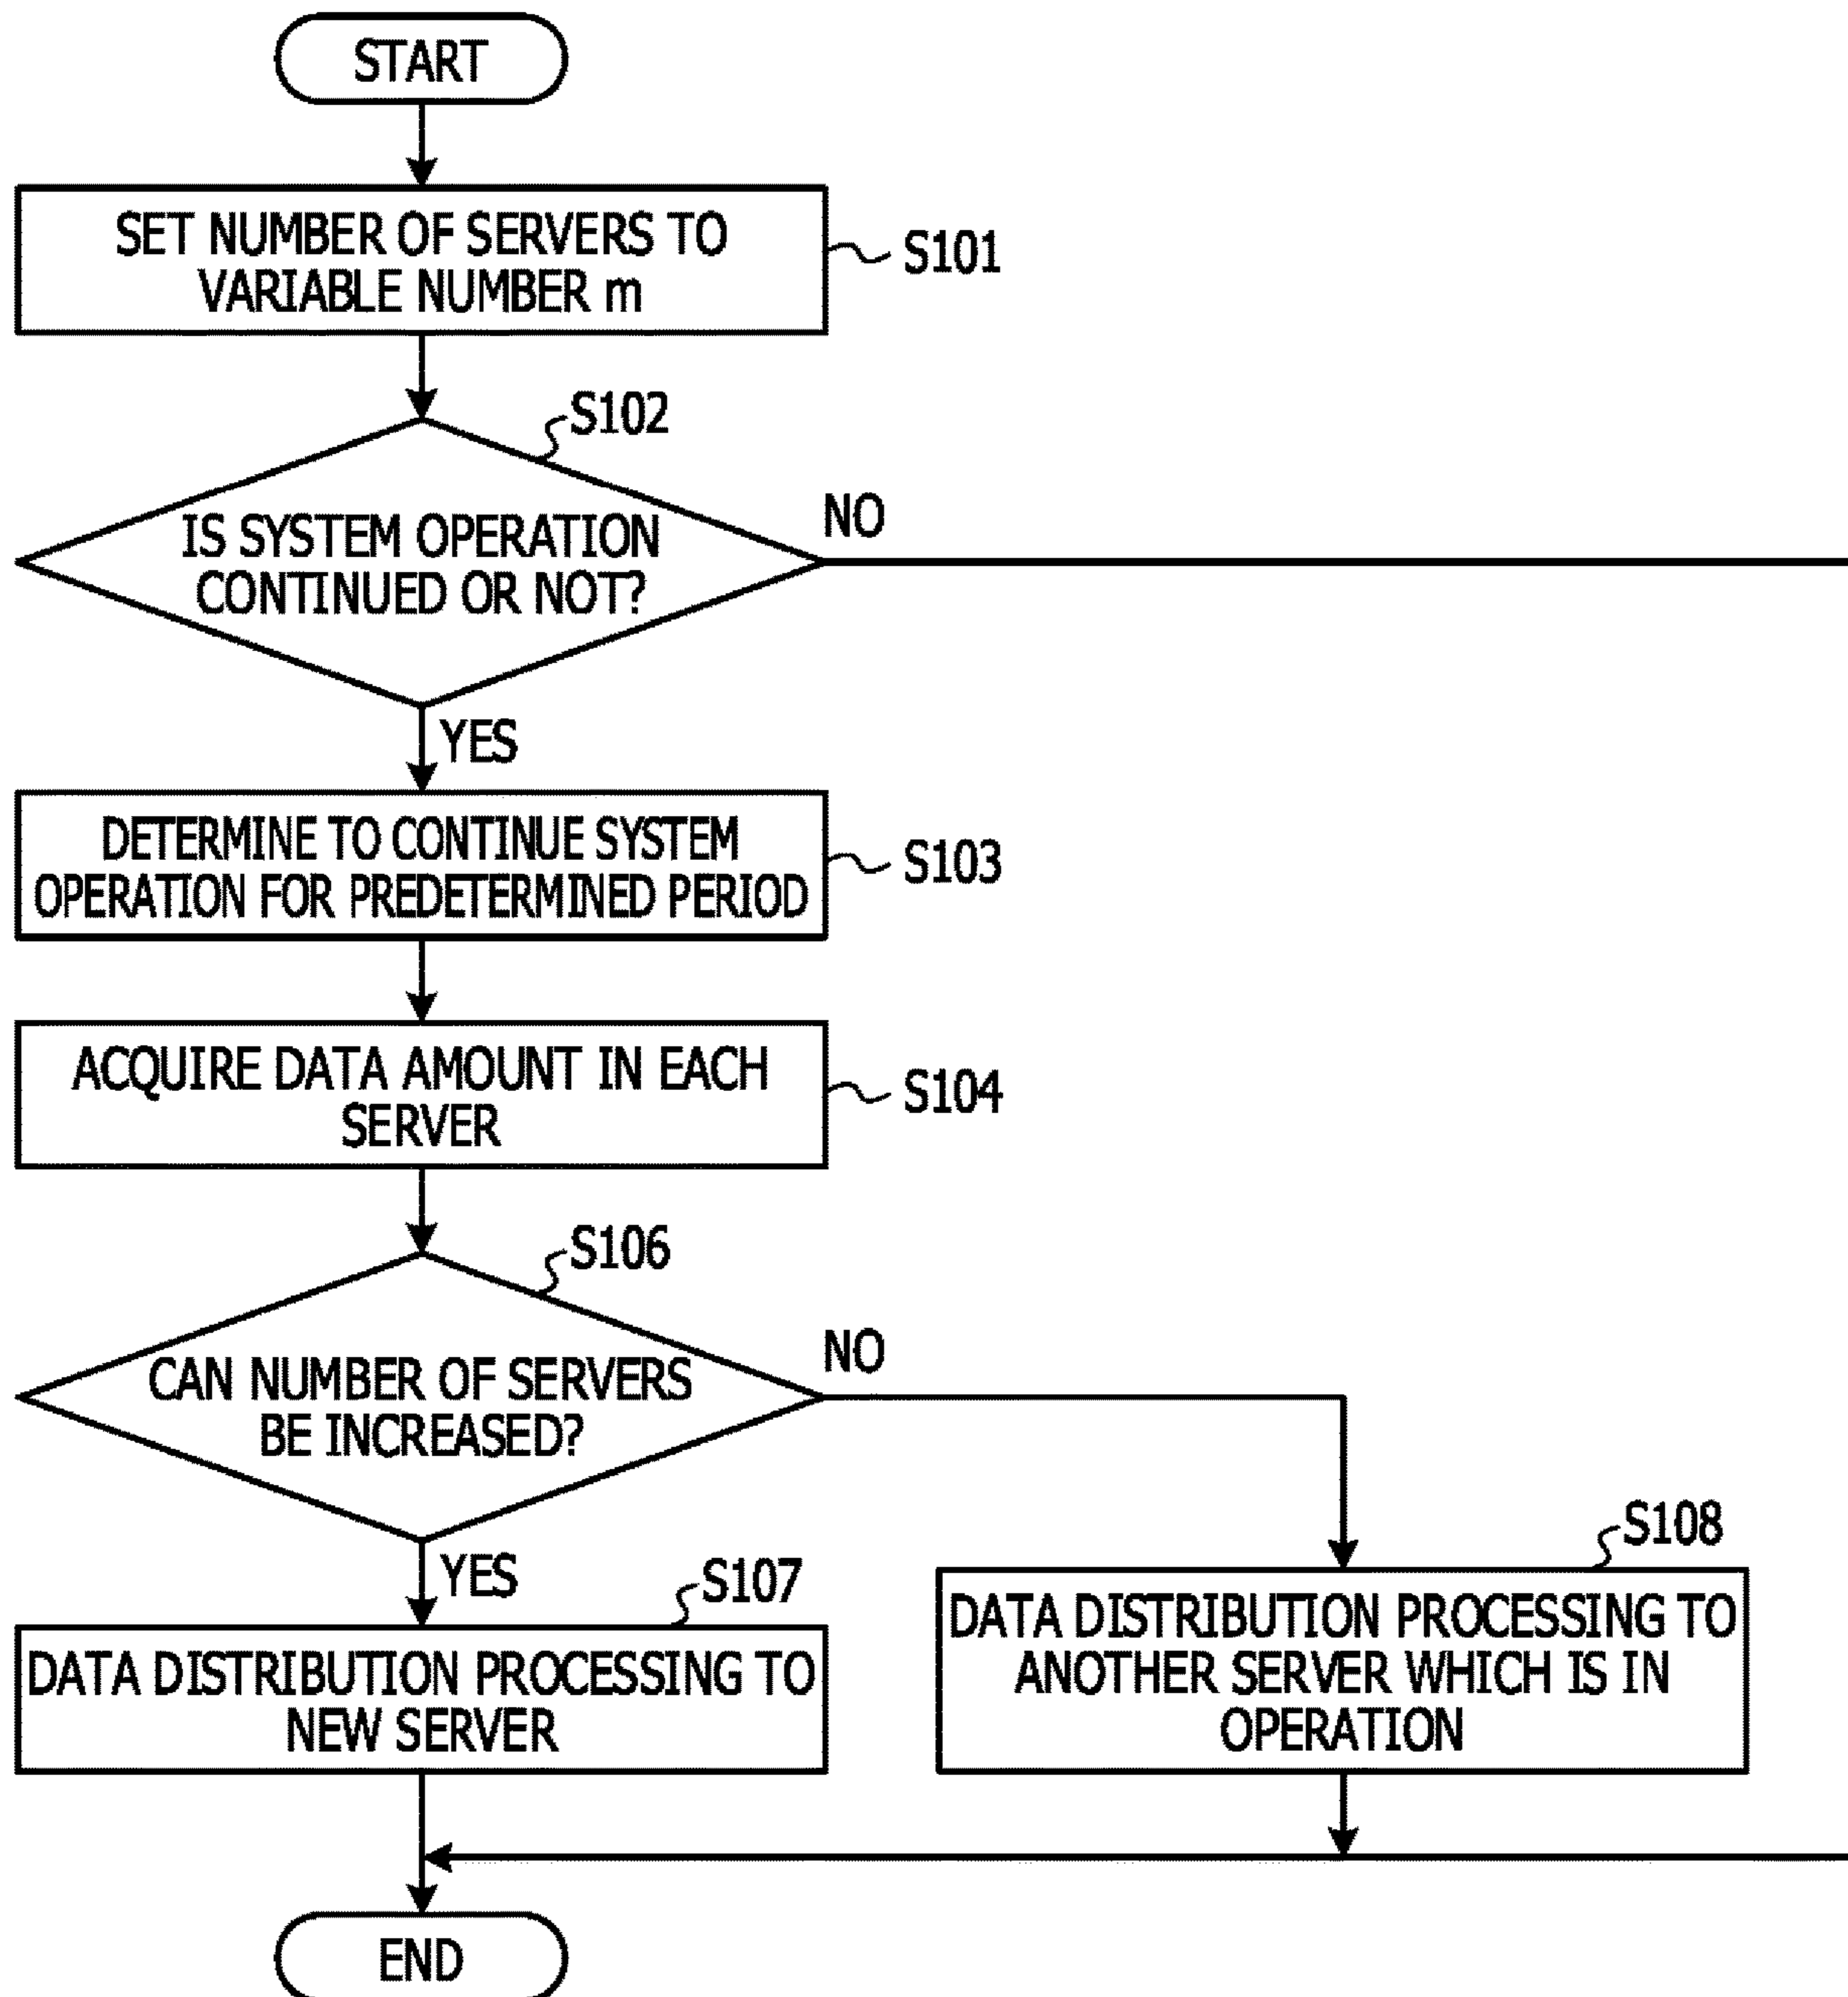 START
SET NUMBER OF SERVERS TO
VARIABLE NUMBER m
S101
S102
IS SYSTEM OPERATION
CONTINUED OR NOT?
NO
YES
DETERMINE TO CONTINUE SYSTEM
OPERATION FOR PREDETERMINED PERIOD
S103
ACQUIRE DATA AMOUNT IN EACH
SERVER
S104
S106
CAN NUMBER OF SERVERS
BE INCREASED?
NO
YES
S107
DATA DISTRIBUTION PROCESSING TO
NEW SERVER
S108
DATA DISTRIBUTION PROCESSING TO
ANOTHER SERVER WHICH IS IN
OPERATION
END